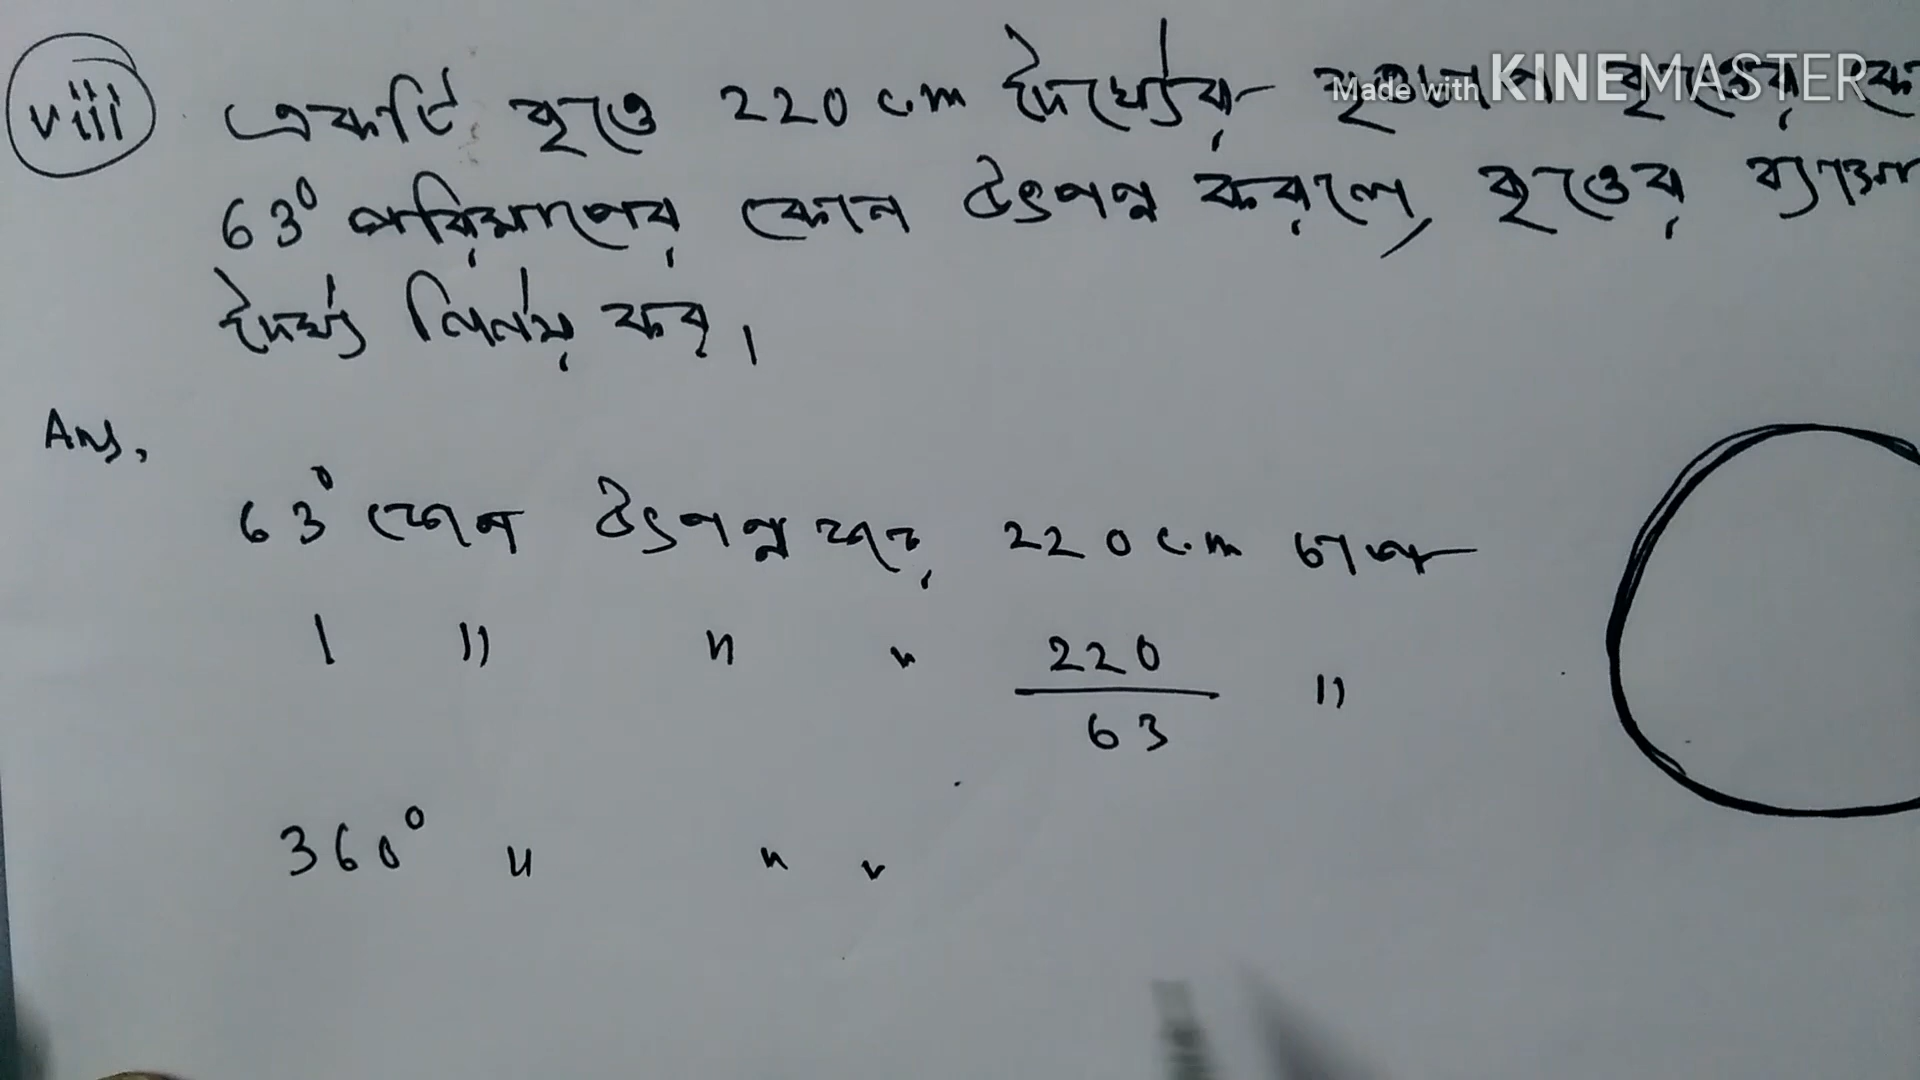 viii একটি বৃত্তে 220 c.m দৈর্ঘ্যের বৃত্তচাপ বৃত্তের কে
Made with KINEMASTER
63° পরিমাপের কোন উৎপন্ন করলে, বৃত্তের ব্যাসা
দৈর্ঘ্য নির্ণয় কর।
Ans,
63° কোন উৎপন্ন হয় 220 c.m
1 " " " 220
63 "
360° " " "